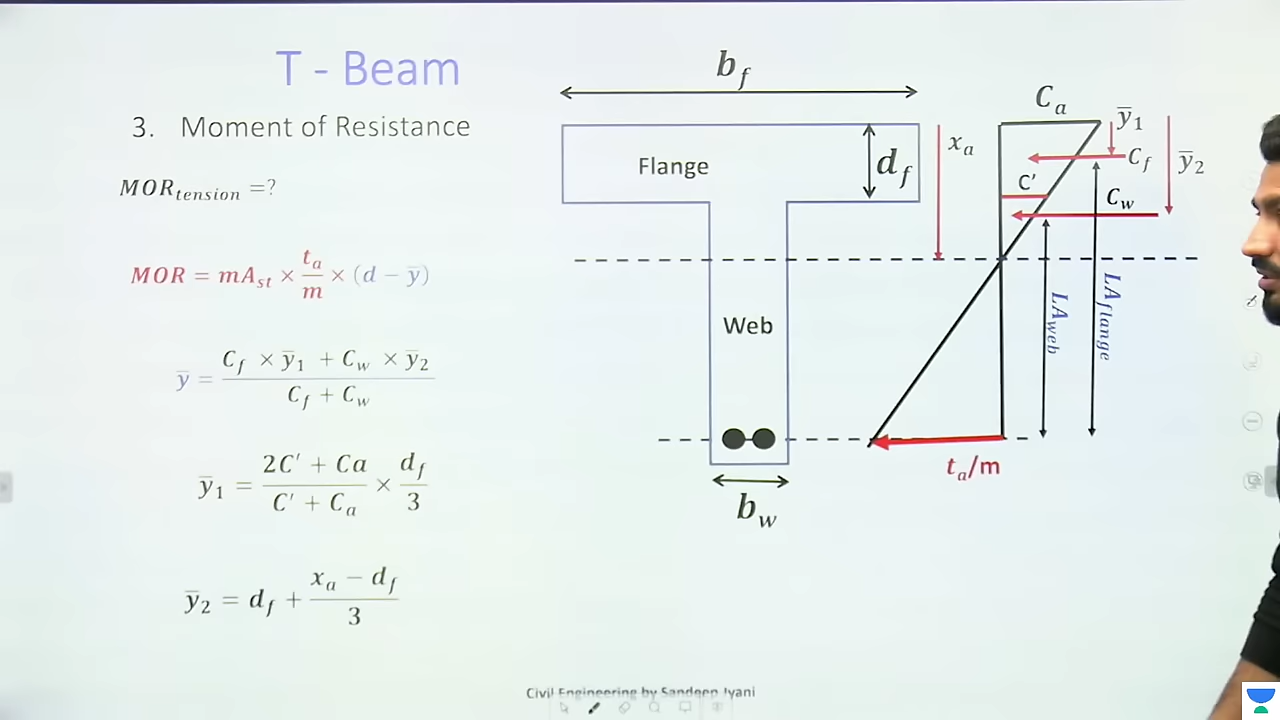 T - Beam
3. Moment of Resistance
MOR_tension = ?
MOR = mA_st × t_a/m × (d − ȳ)
ȳ = (C_f × ȳ_1 + C_w × ȳ_2)/(C_f + C_w)
ȳ_1 = (2C' + Ca)/(C' + C_a) × d_f/3
ȳ_2 = d_f + (x_a − d_f)/3
b_f
Flange
d_f
x_a
C_a
ȳ_1
C_f
ȳ_2
C'
C_w
Web
LA_web
LA_flange
t_a/m
b_w
Civil Engineering by Sandeep Jyani